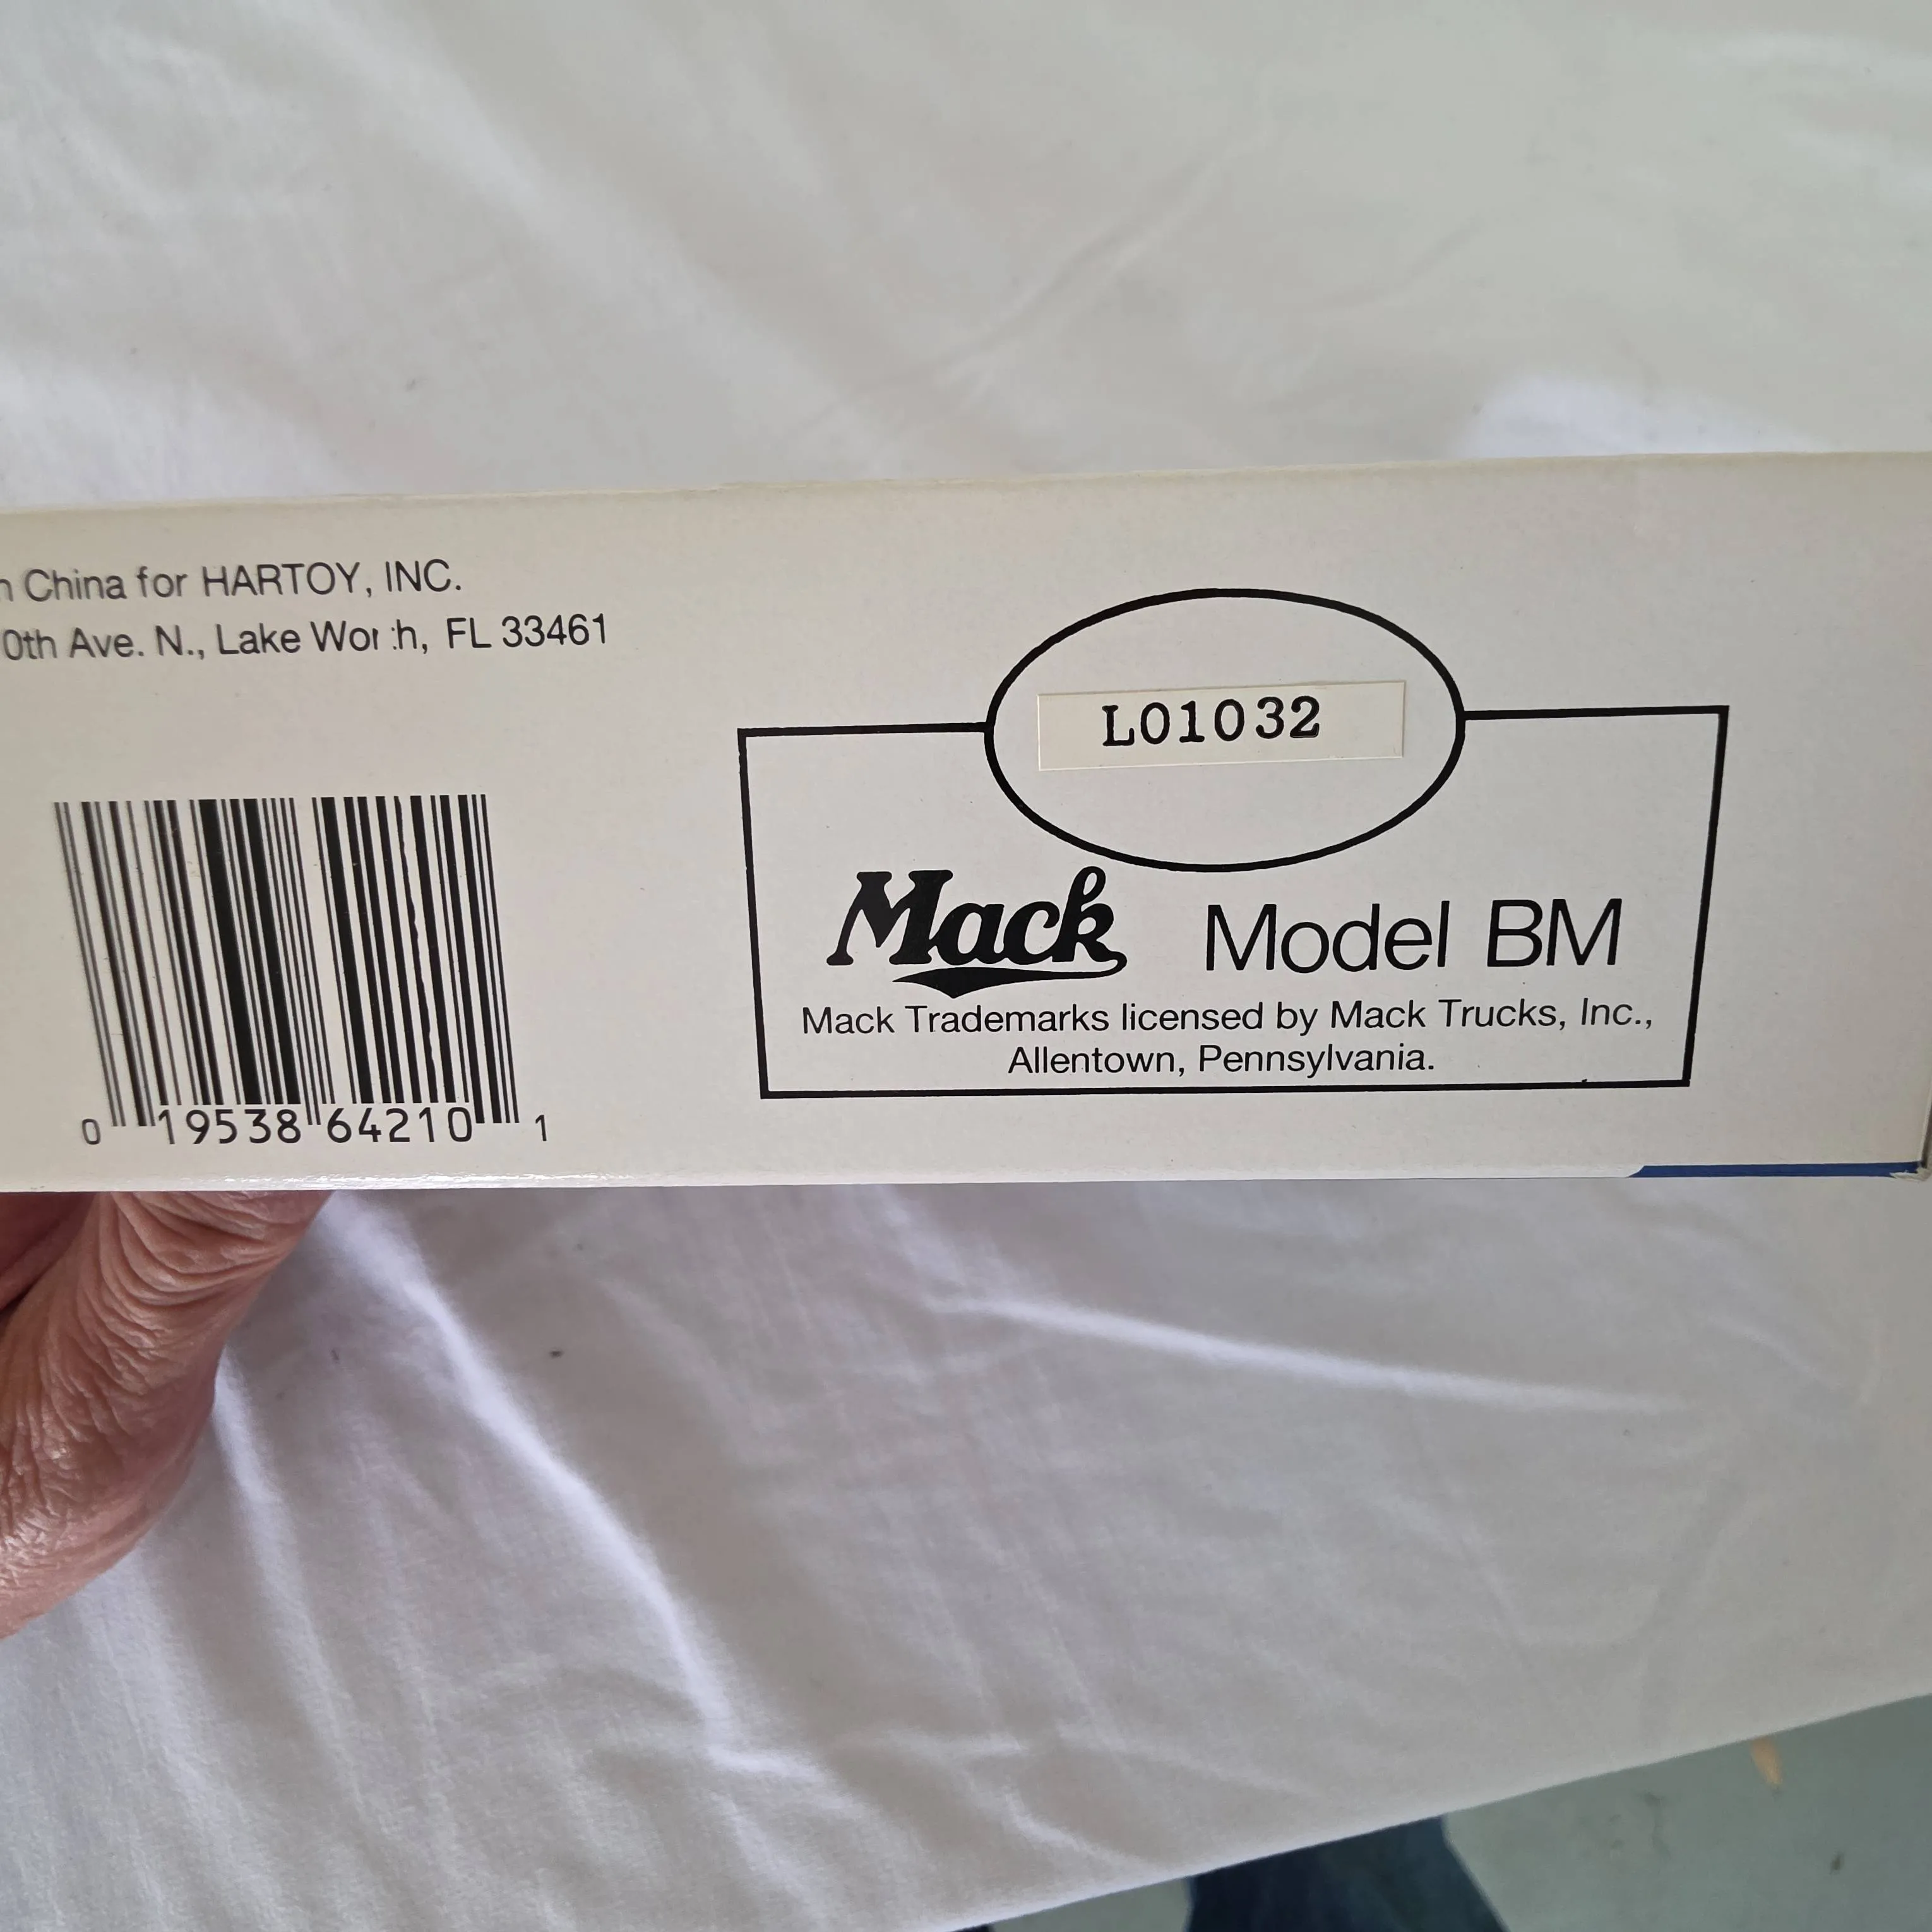 China for HARTOY, INC.
0th Ave. N., Lake Wor h, FL 33461
L01032
Mack Model BM
Mack Trademarks licensed by Mack Trucks, Inc.,
Allentown, Pennsylvania.
0 19538 64210 1